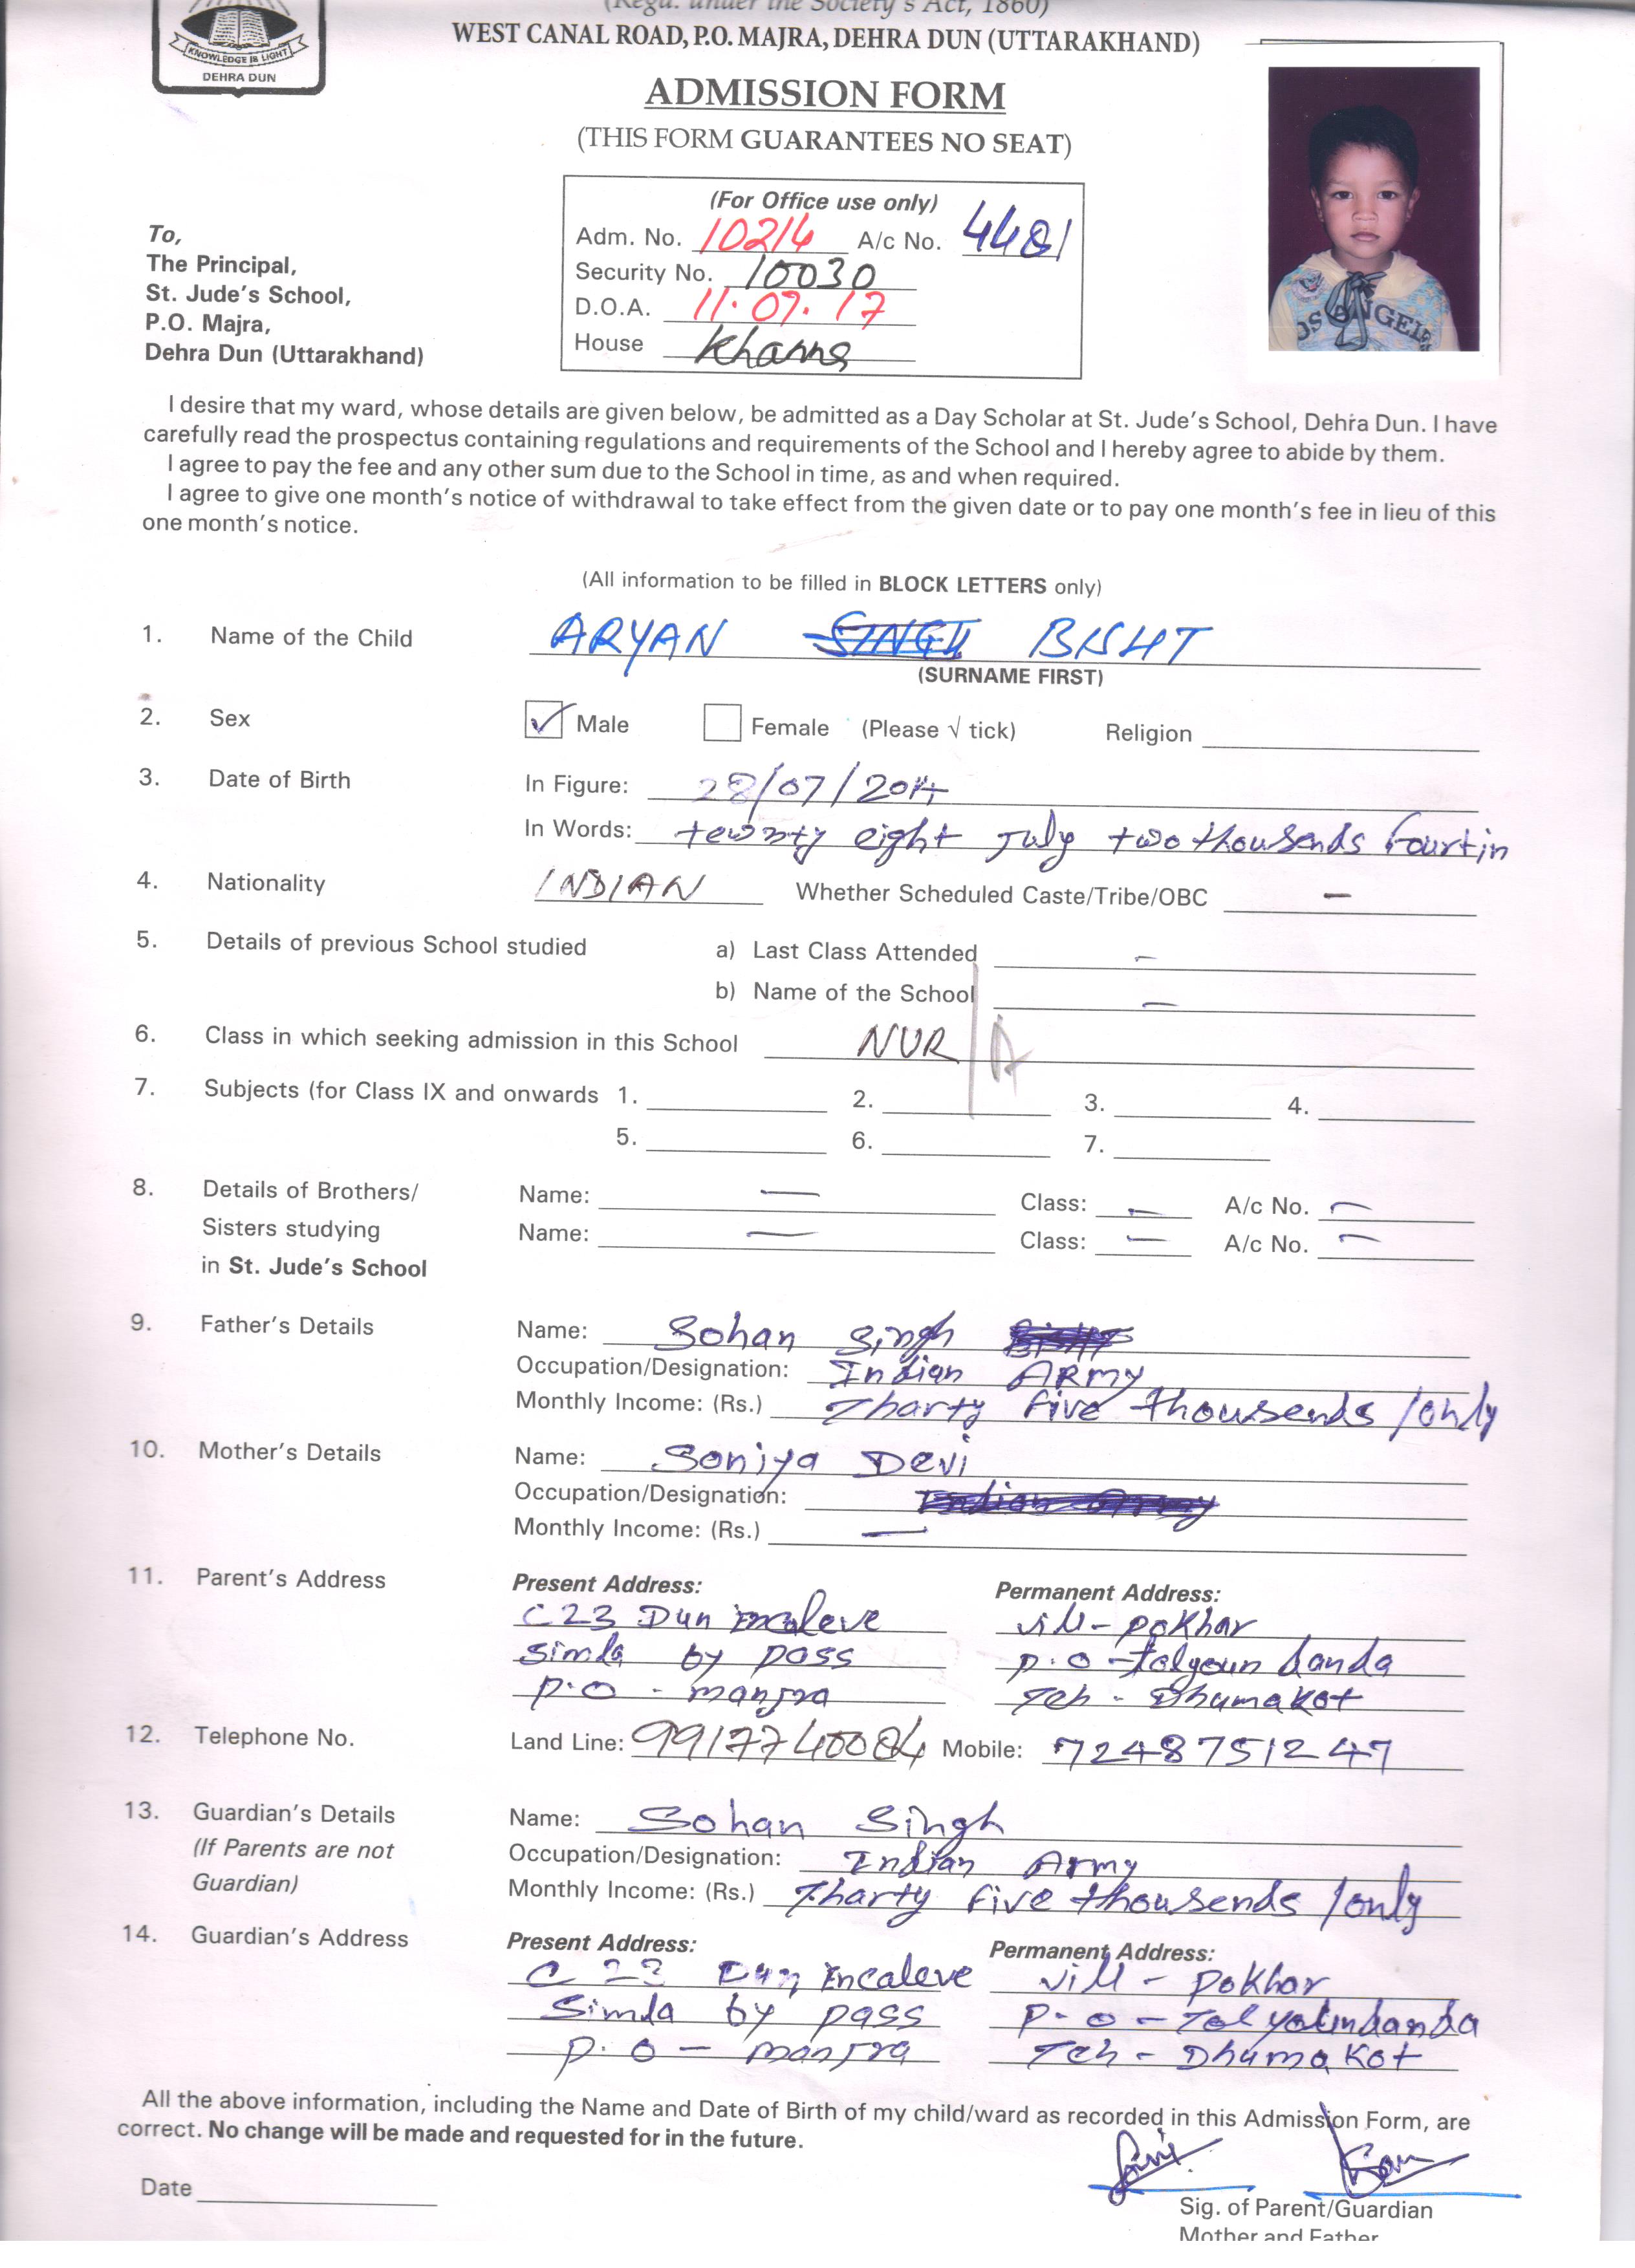 (Regd. under the Society's Act, 1860)
WEST CANAL ROAD, P.O. MAJRA, DEHRA DUN (UTTARAKHAND)
KNOWLEDGE IS LIGHT
DEHRA DUN
ADMISSION FORM
(THIS FORM GUARANTEES NO SEAT)
(For Office use only)
Adm. No. 10214 A/c No. 4481
Security No. 10030
D.O.A. 11.07.17
House Khanna
To,
The Principal,
St. Jude's School,
P.O. Majra,
Dehra Dun (Uttarakhand)
I desire that my ward, whose details are given below, be admitted as a Day Scholar at St. Jude's School, Dehra Dun. I have
carefully read the prospectus containing regulations and requirements of the School and I hereby agree to abide by them.
I agree to pay the fee and any other sum due to the School in time, as and when required.
I agree to give one month's notice of withdrawal to take effect from the given date or to pay one month's fee in lieu of this
one month's notice.
(All information to be filled in BLOCK LETTERS only)
1. Name of the Child ARYAN SINGH BISHT
(SURNAME FIRST)
2. Sex Male Female (Please √ tick) Religion
3. Date of Birth In Figure: 28/07/2014
In Words: tewnty eight July two thousends Fourtin
4. Nationality INDIAN Whether Scheduled Caste/Tribe/OBC –
5. Details of previous School studied a) Last Class Attended –
b) Name of the School –
6. Class in which seeking admission in this School NUR / A
7. Subjects (for Class IX and onwards 1. 2. 3. 4.
5. 6. 7.
8. Details of Brothers/ Name: – Class: – A/c No. –
Sisters studying Name: – Class: – A/c No. –
in St. Jude's School
9. Father's Details Name: Sohan Singh Bisht
Occupation/Designation: Indian ARMY
Monthly Income: (Rs.) Tharty Five thousends /only
10. Mother's Details Name: Soniya Devi
Occupation/Designation: Indian Army
Monthly Income: (Rs.) –
11. Parent's Address Present Address: Permanent Address:
C 23 Dun Encaleve Vill - Pokhar
Simla by pass P.O - Talyoun danda
P.O - manjra Teh - Dhumakot
12. Telephone No. Land Line: 9917740084 Mobile: 7248751247
13. Guardian's Details Name: Sohan Singh
(If Parents are not Occupation/Designation: Indian Army
Guardian) Monthly Income: (Rs.) Tharty Five thousends /only
14. Guardian's Address Present Address: Permanent Address:
C 23 Dun Encaleve Vill - Pokhar
Simla by pass P.O - Talyoundanda
P.O - manjra Teh - Dhumakot
All the above information, including the Name and Date of Birth of my child/ward as recorded in this Admission Form, are
correct. No change will be made and requested for in the future.
Date
Sig. of Parent/Guardian
Mother and Father